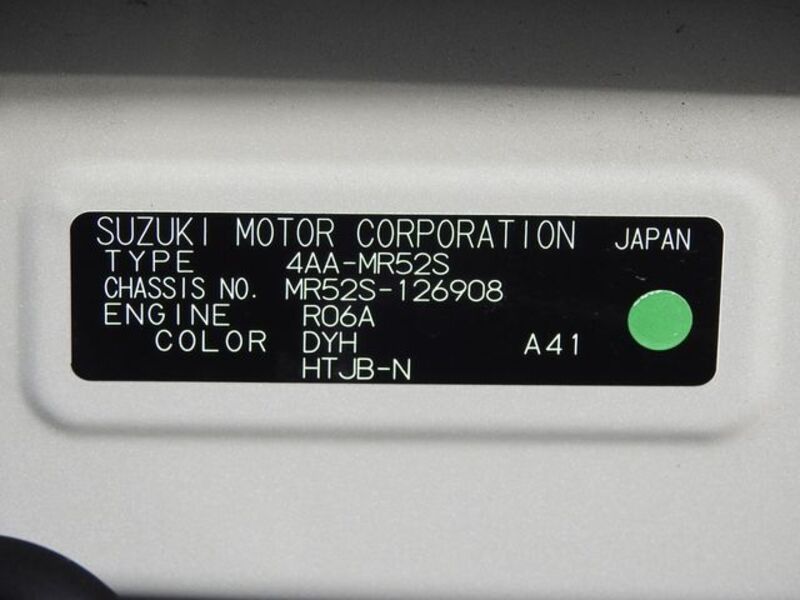 SUZUKI MOTOR CORPORATION JAPAN
TYPE 4AA-MR52S
CHASSIS NO. MR52S-126908
ENGINE R06A
COLOR DYH A41
HTJB-N